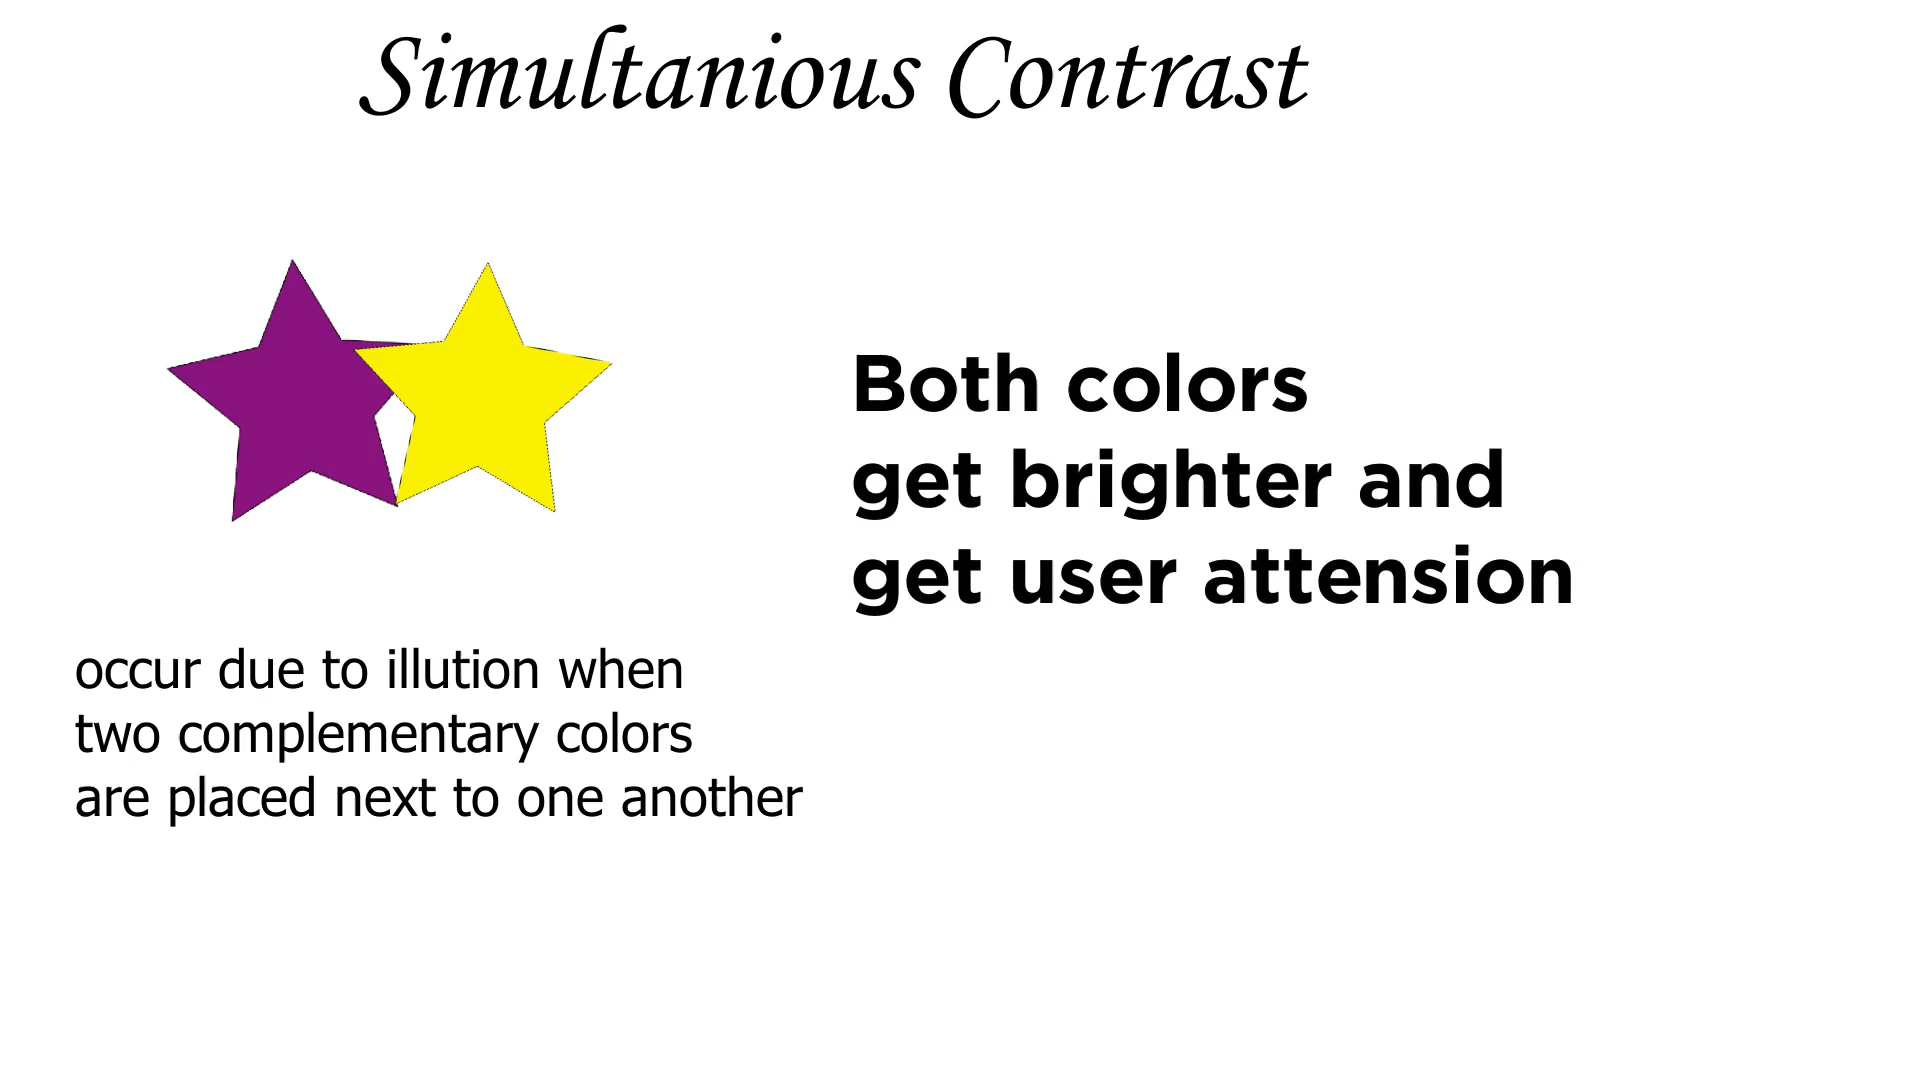 Simultanious Contrast
Both colors
get brighter and
get user attension
occur due to illution when
two complementary colors
are placed next to one another